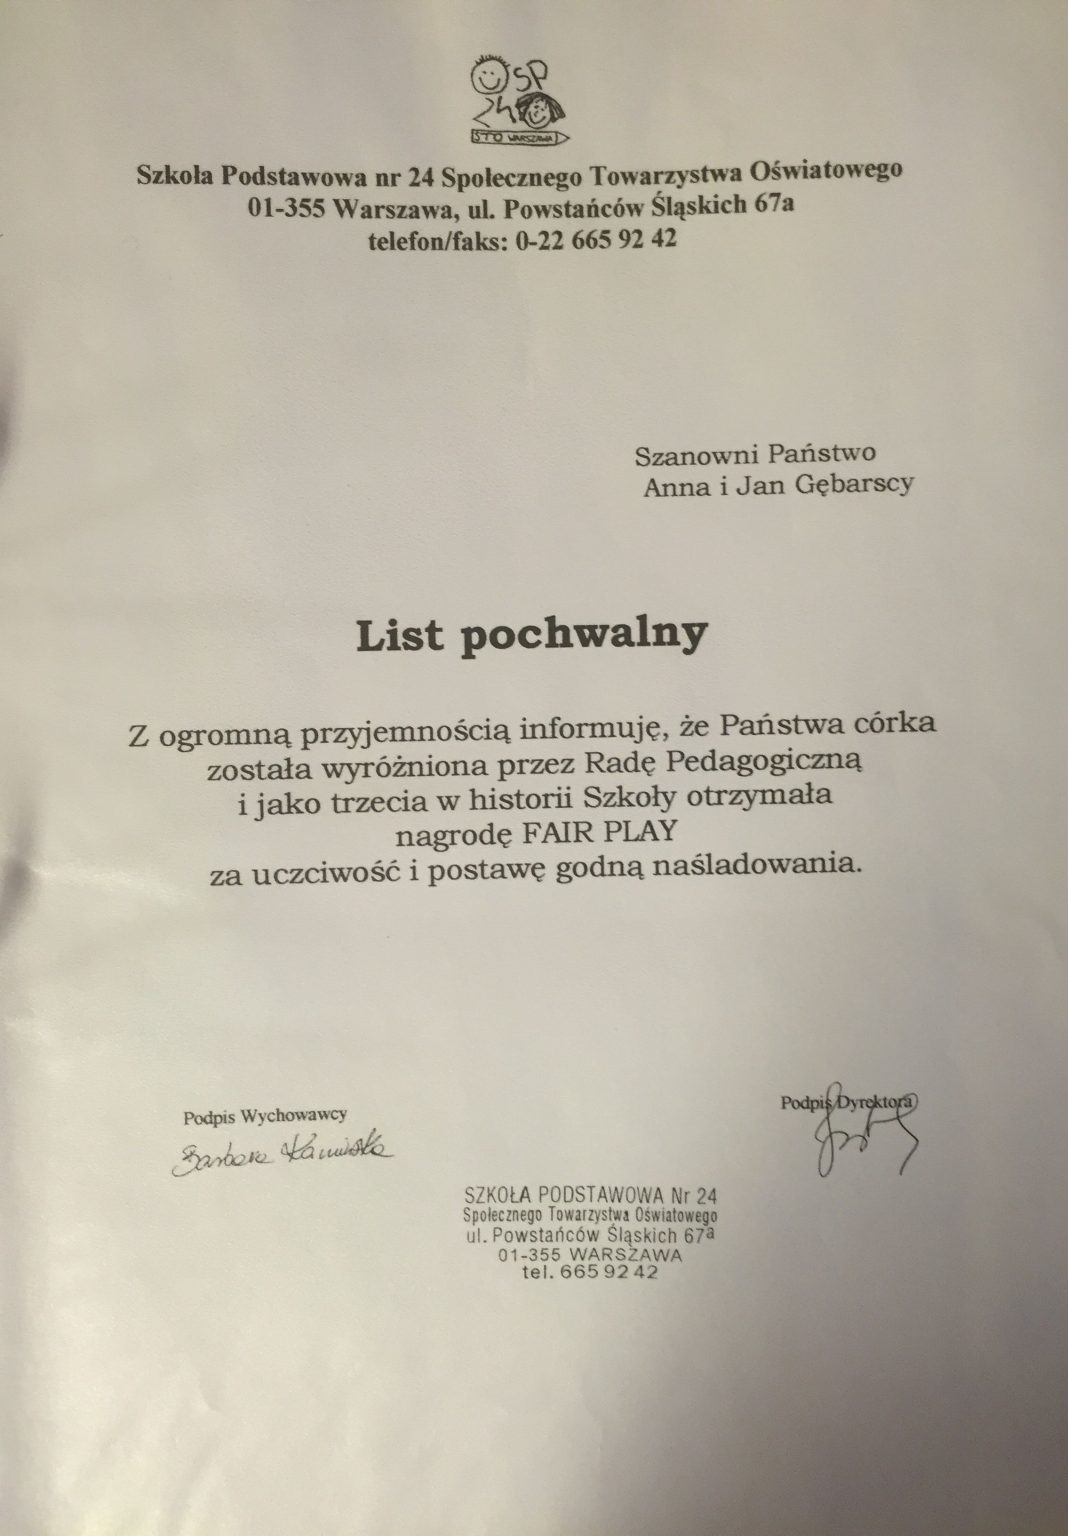 SP
24
STO WARSZAWA
Szkoła Podstawowa nr 24 Społecznego Towarzystwa Oświatowego
01-355 Warszawa, ul. Powstańców Śląskich 67a
telefon/faks: 0-22 665 92 42
Szanowni Państwo
Anna i Jan Gębarscy
List pochwalny
Z ogromną przyjemnością informuję, że Państwa córka
została wyróżniona przez Radę Pedagogiczną
i jako trzecia w historii Szkoły otrzymała
nagrodę FAIR PLAY
za uczciwość i postawę godną naśladowania.
Podpis Wychowawcy
Podpis Dyrektora
Barbara
SZKOŁA PODSTAWOWA Nr 24
Społecznego Towarzystwa Oświatowego
ul. Powstańców Śląskich 67a
01-355 WARSZAWA
tel. 665 92 42